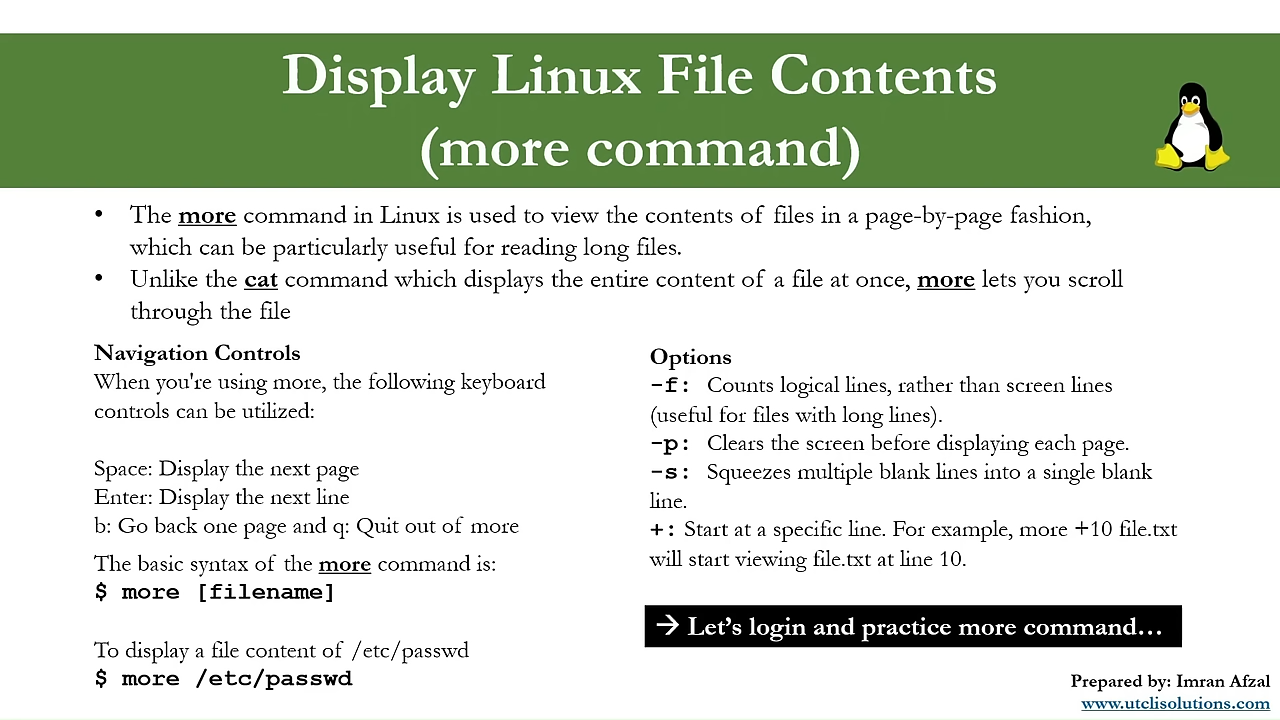 Display Linux File Contents
(more command)
• The more command in Linux is used to view the contents of files in a page-by-page fashion,
which can be particularly useful for reading long files.
• Unlike the cat command which displays the entire content of a file at once, more lets you scroll
through the file
Navigation Controls
When you're using more, the following keyboard
controls can be utilized:
Space: Display the next page
Enter: Display the next line
b: Go back one page and q: Quit out of more
The basic syntax of the more command is:
$ more [filename]
To display a file content of /etc/passwd
$ more /etc/passwd
Options
-f: Counts logical lines, rather than screen lines
(useful for files with long lines).
-p: Clears the screen before displaying each page.
-s: Squeezes multiple blank lines into a single blank
line.
+: Start at a specific line. For example, more +10 file.txt
will start viewing file.txt at line 10.
→ Let’s login and practice more command…
Prepared by: Imran Afzal
www.utclisolutions.com